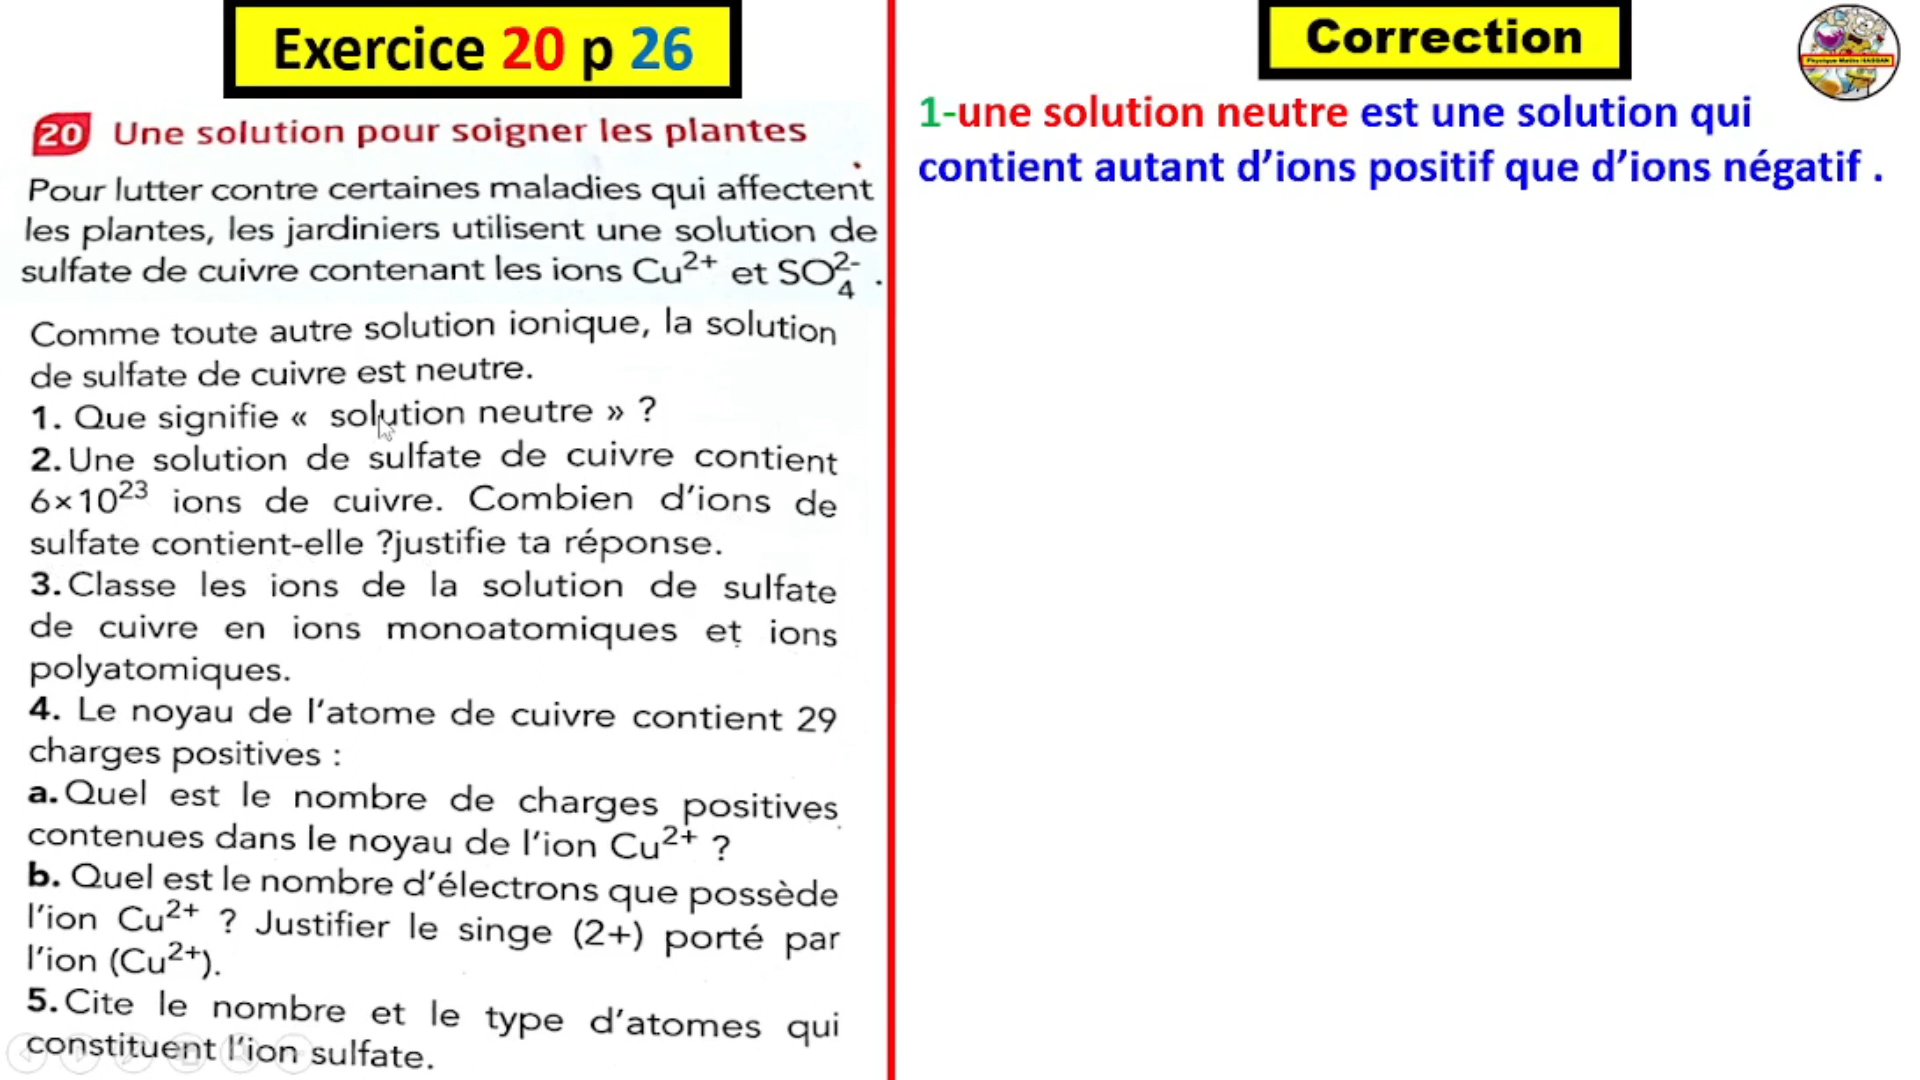 Exercice 20 p 26
20 Une solution pour soigner les plantes
Pour lutter contre certaines maladies qui affectent
les plantes, les jardiniers utilisent une solution de
sulfate de cuivre contenant les ions Cu²⁺ et SO₄²⁻ .
Comme toute autre solution ionique, la solution
de sulfate de cuivre est neutre.
1. Que signifie « solution neutre » ?
2. Une solution de sulfate de cuivre contient
6×10²³ ions de cuivre. Combien d’ions de
sulfate contient-elle ?justifie ta réponse.
3. Classe les ions de la solution de sulfate
de cuivre en ions monoatomiques et ions
polyatomiques.
4. Le noyau de l’atome de cuivre contient 29
charges positives :
a. Quel est le nombre de charges positives
contenues dans le noyau de l’ion Cu²⁺ ?
b. Quel est le nombre d’électrons que possède
l’ion Cu²⁺ ? Justifier le singe (2+) porté par
l’ion (Cu²⁺).
5. Cite le nombre et le type d’atomes qui
constituent l’ion sulfate.
Correction
Physique Maths HASSAN
1-une solution neutre est une solution qui
contient autant d’ions positif que d’ions négatif .